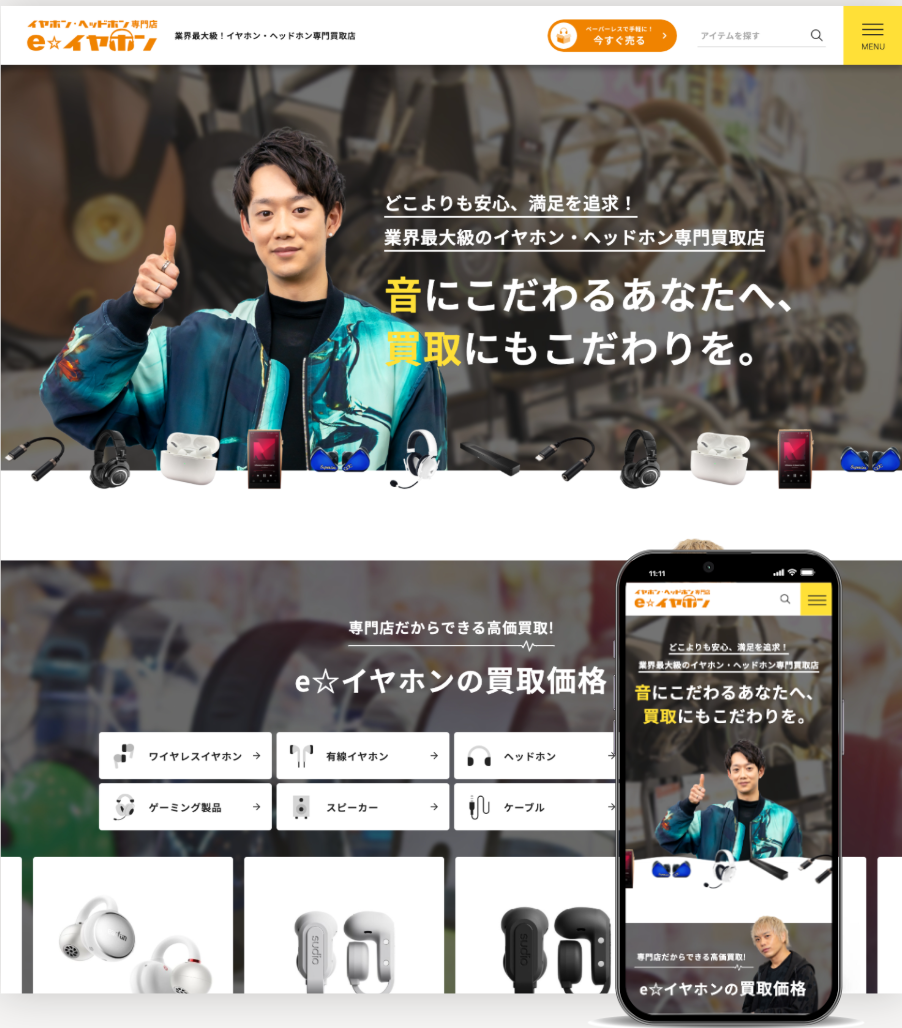 イヤホン・ヘッドホン専門店
e☆イヤホン
業界最大級！イヤホン・ヘッドホン専門買取店
ペーパーレスで手軽に！
今すぐ売る
アイテムを探す
MENU
どこよりも安心、満足を追求！
業界最大級のイヤホン・ヘッドホン専門買取店
音にこだわるあなたへ、
買取にもこだわりを。
専門店だからできる高価買取!
e☆イヤホンの買取価格
ワイヤレスイヤホン
有線イヤホン
ヘッドホン
ゲーミング製品
スピーカー
ケーブル
sudio
sudio
11:11
イヤホン・ヘッドホン専門店
e☆イヤホン
どこよりも安心、満足を追求！
業界最大級のイヤホン・ヘッドホン専門買取店
音にこだわるあなたへ、
買取にもこだわりを。
専門店だからできる高価買取!
e☆イヤホンの買取価格